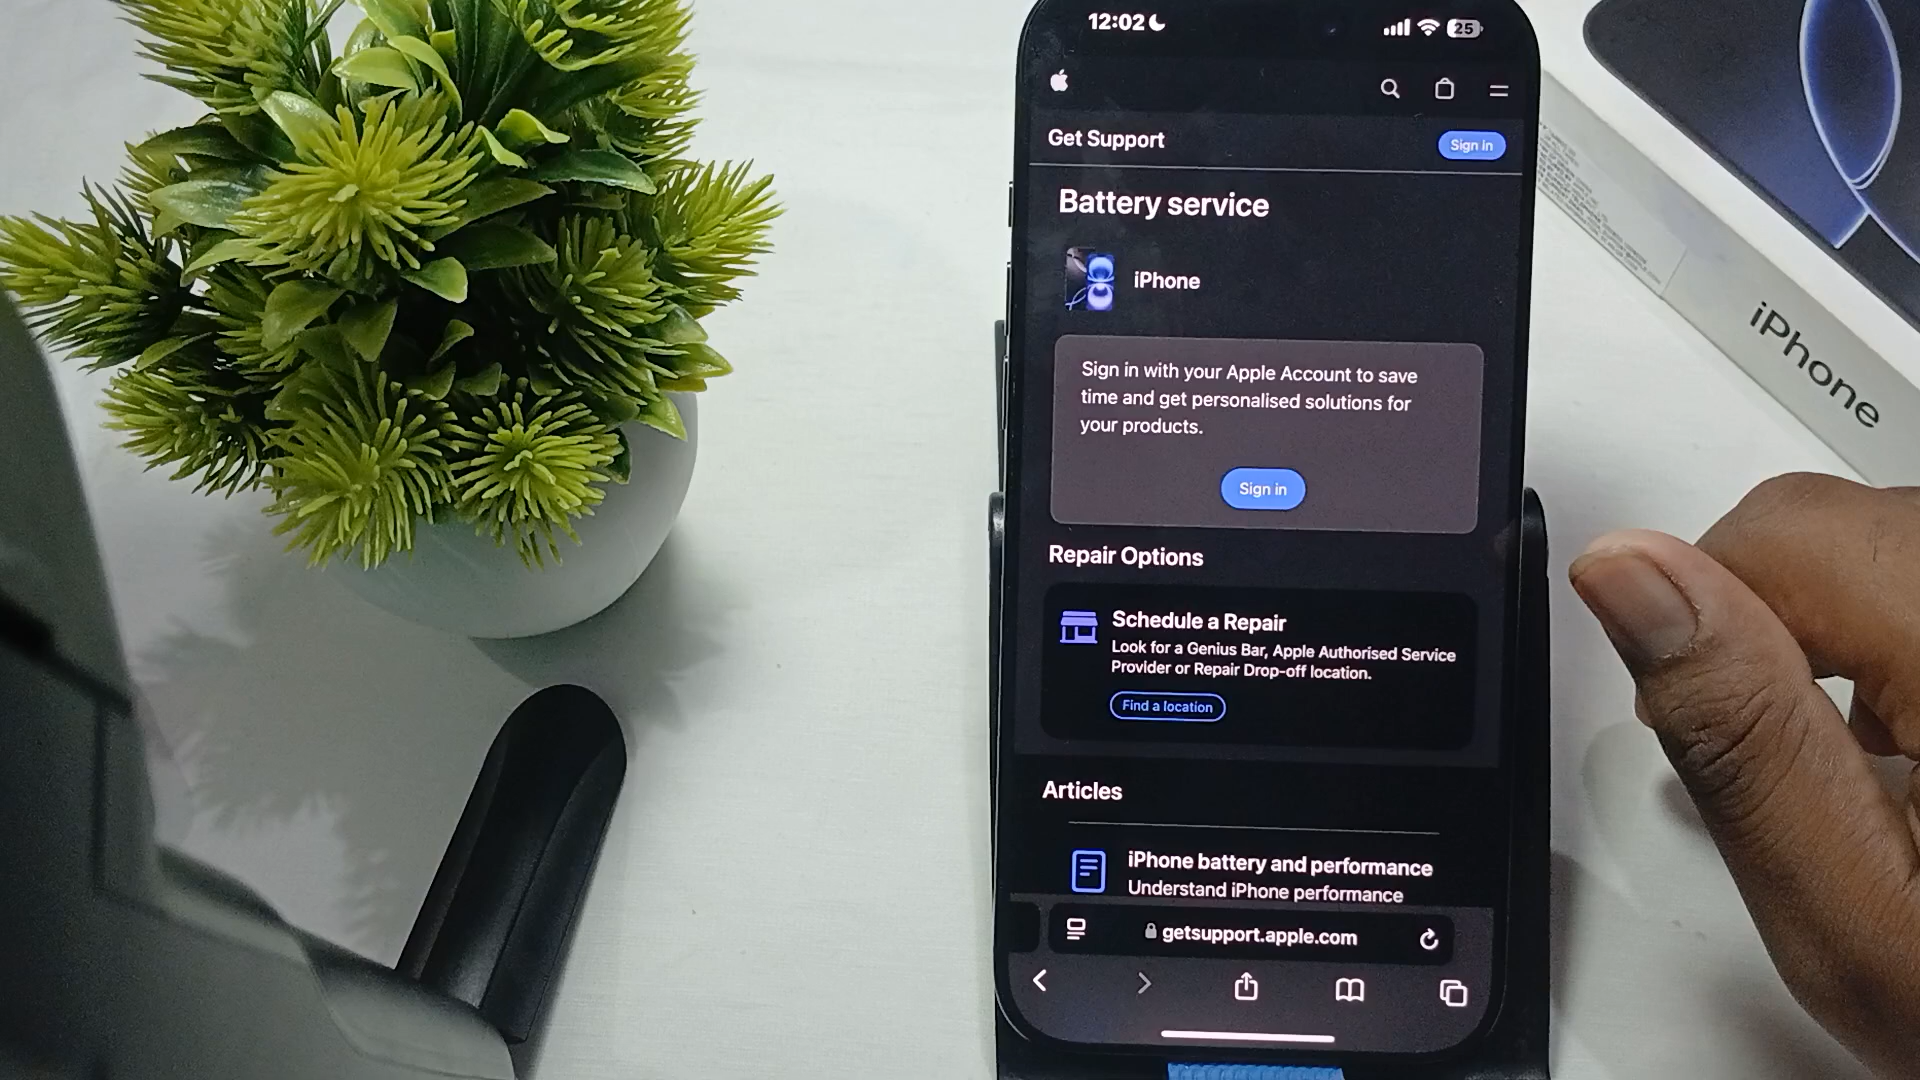 12:02
25
Get Support
Sign in
Battery service
iPhone
Sign in with your Apple Account to save
time and get personalised solutions for
your products.
Sign in
Repair Options
Schedule a Repair
Look for a Genius Bar, Apple Authorised Service
Provider or Repair Drop-off location.
Find a location
Articles
iPhone battery and performance
Understand iPhone performance
getsupport.apple.com
iPhone